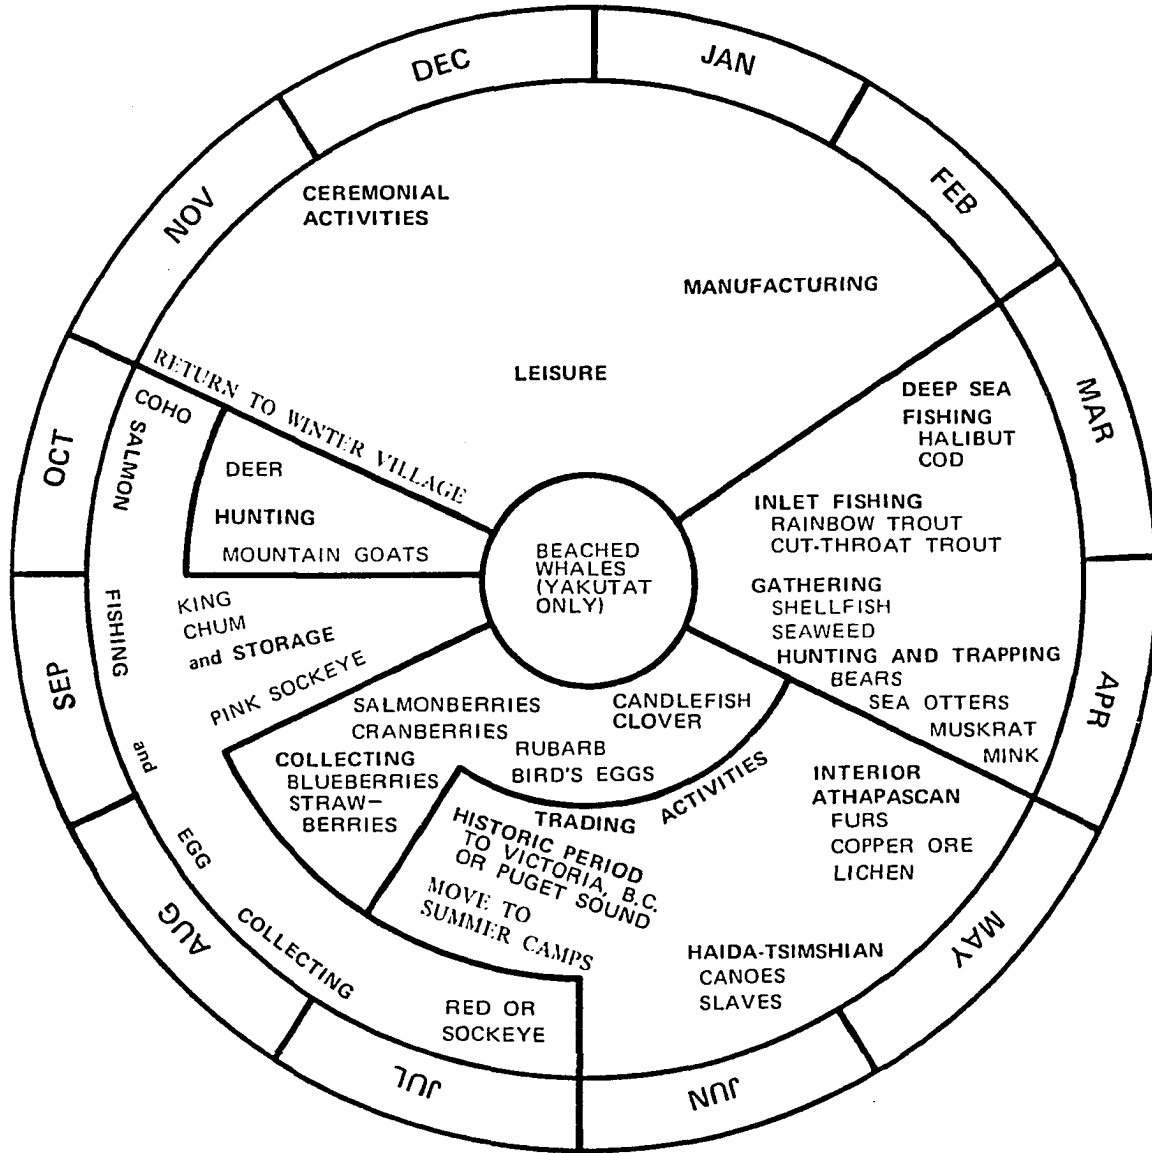 DEC
JAN
FEB
MAR
APR
MAY
JUN
JUL
AUG
SEP
OCT
NOV
CEREMONIAL
ACTIVITIES
MANUFACTURING
LEISURE
RETURN TO WINTER VILLAGE
DEEP SEA
FISHING
HALIBUT
COD
INLET FISHING
RAINBOW TROUT
CUT-THROAT TROUT
GATHERING
SHELLFISH
SEAWEED
HUNTING AND TRAPPING
BEARS
SEA OTTERS
MUSKRAT
MINK
BEACHED
WHALES
(YAKUTAT
ONLY)
COHO
SALMON FISHING and EGG COLLECTING
DEER
HUNTING
MOUNTAIN GOATS
KING
CHUM
and STORAGE
PINK SOCKEYE
SALMONBERRIES
CRANBERRIES
COLLECTING
BLUEBERRIES
STRAW-
BERRIES
CANDLEFISH
CLOVER
RUBARB
BIRD'S EGGS
TRADING ACTIVITIES
HISTORIC PERIOD
TO VICTORIA, B.C.
OR PUGET SOUND
MOVE TO
SUMMER CAMPS
INTERIOR
ATHAPASCAN
FURS
COPPER ORE
LICHEN
HAIDA-TSIMSHIAN
CANOES
SLAVES
RED OR
SOCKEYE